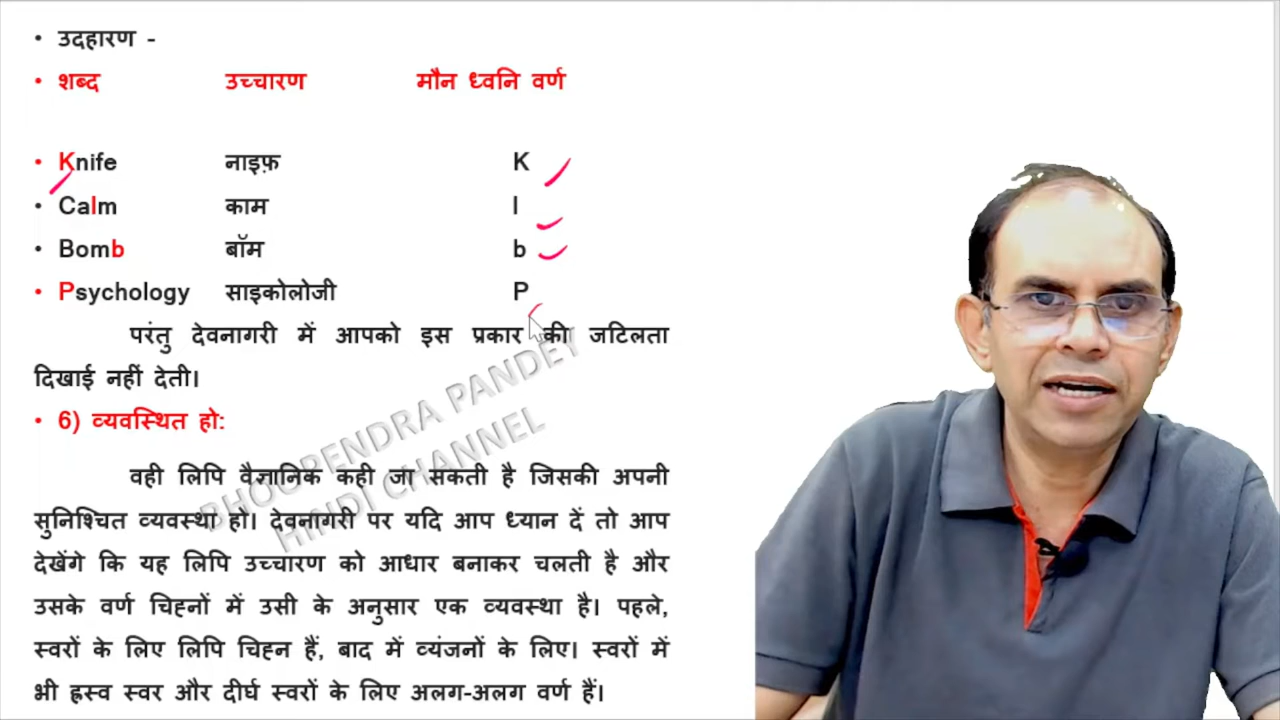 • उदहारण -
• शब्द उच्चारण मौन ध्वनि वर्ण
• Knife नाइफ़ K
• Calm काम l
• Bomb बॉम b
• Psychology साइकोलोजी P
परंतु देवनागरी में आपको इस प्रकार की जटिलता
दिखाई नहीं देती।
• 6) व्यवस्थित हो:
वही लिपि वैज्ञानिक कही जा सकती है जिसकी अपनी
सुनिश्चित व्यवस्था हो। देवनागरी पर यदि आप ध्यान दें तो आप
देखेंगे कि यह लिपि उच्चारण को आधार बनाकर चलती है और
उसके वर्ण चिह्नों में उसी के अनुसार एक व्यवस्था है। पहले,
स्वरों के लिए लिपि चिह्न हैं, बाद में व्यंजनों के लिए। स्वरों में
भी ह्रस्व स्वर और दीर्घ स्वरों के लिए अलग-अलग वर्ण हैं।
BHOOPENDRA PANDEY
HINDI CHANNEL